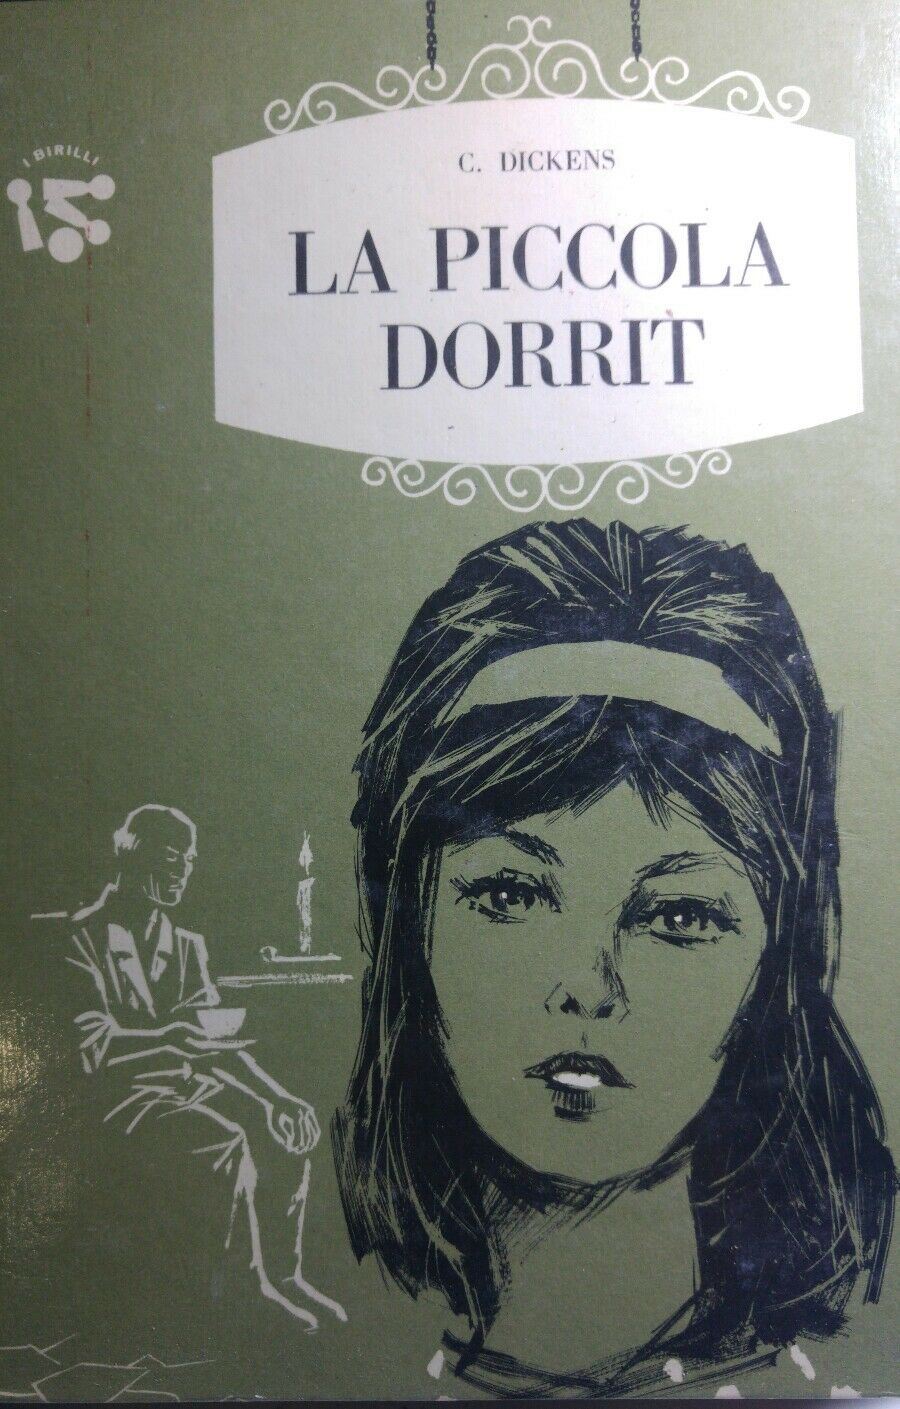 I BIRILLI
C. DICKENS
LA PICCOLA
DORRIT